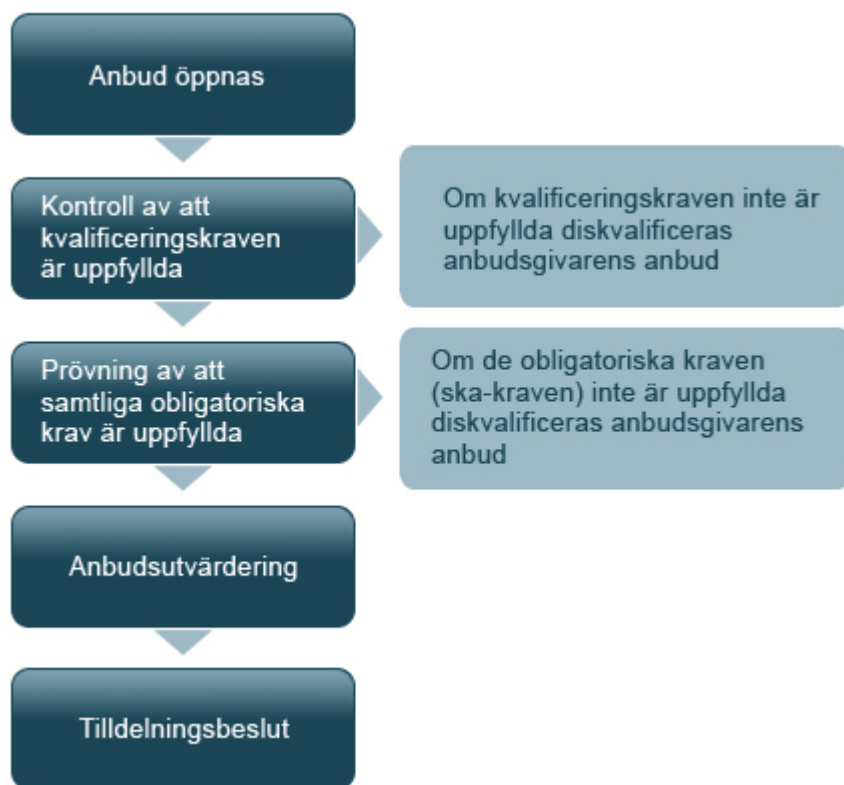 Anbud öppnas
Kontroll av att
kvalificeringskraven
är uppfyllda
Om kvalificeringskraven inte är
uppfyllda diskvalificeras
anbudsgivarens anbud
Prövning av att
samtliga obligatoriska
krav är uppfyllda
Om de obligatoriska kraven
(ska-kraven) inte är uppfyllda
diskvalificeras anbudsgivarens
anbud
Anbudsutvärdering
Tilldelningsbeslut